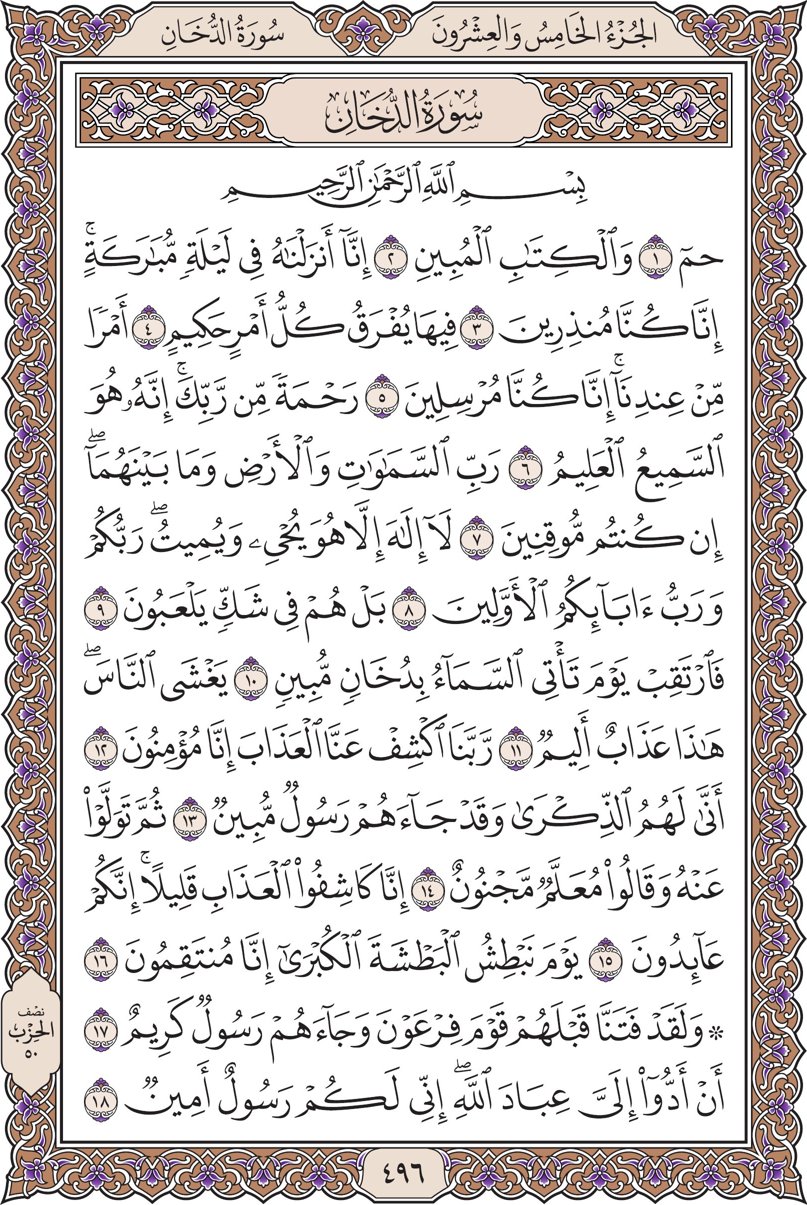 الجُزْءُ الخَامِسُ وَالعِشْرُونَ
سُورَةُ الدُّخَانِ
سُورَةُ الدُّخَانِ
بِسْمِ ٱللَّهِ ٱلرَّحْمَٰنِ ٱلرَّحِيمِ
حمٓ ١ وَٱلْكِتَٰبِ ٱلْمُبِينِ ٢ إِنَّآ أَنزَلْنَٰهُ فِى لَيْلَةٍ مُّبَٰرَكَةٍۚ
إِنَّا كُنَّا مُنذِرِينَ ٣ فِيهَا يُفْرَقُ كُلُّ أَمْرٍ حَكِيمٍ ٤ أَمْرًا
مِّنْ عِندِنَآۚ إِنَّا كُنَّا مُرْسِلِينَ ٥ رَحْمَةً مِّن رَّبِّكَۚ إِنَّهُۥ هُوَ
ٱلسَّمِيعُ ٱلْعَلِيمُ ٦ رَبِّ ٱلسَّمَٰوَٰتِ وَٱلْأَرْضِ وَمَا بَيْنَهُمَآۖ
إِن كُنتُم مُّوقِنِينَ ٧ لَآ إِلَٰهَ إِلَّا هُوَ يُحْىِۦ وَيُمِيتُۖ رَبُّكُمْ
وَرَبُّ ءَابَآئِكُمُ ٱلْأَوَّلِينَ ٨ بَلْ هُمْ فِى شَكٍّ يَلْعَبُونَ ٩
فَٱرْتَقِبْ يَوْمَ تَأْتِى ٱلسَّمَآءُ بِدُخَانٍ مُّبِينٍ ١٠ يَغْشَى ٱلنَّاسَۖ
هَٰذَا عَذَابٌ أَلِيمٌ ١١ رَّبَّنَا ٱكْشِفْ عَنَّا ٱلْعَذَابَ إِنَّا مُؤْمِنُونَ ١٢
أَنَّىٰ لَهُمُ ٱلذِّكْرَىٰ وَقَدْ جَآءَهُمْ رَسُولٌ مُّبِينٌ ١٣ ثُمَّ تَوَلَّوْا۟
عَنْهُ وَقَالُوا۟ مُعَلَّمٌ مَّجْنُونٌ ١٤ إِنَّا كَاشِفُوا۟ ٱلْعَذَابِ قَلِيلًاۚ إِنَّكُمْ
عَآئِدُونَ ١٥ يَوْمَ نَبْطِشُ ٱلْبَطْشَةَ ٱلْكُبْرَىٰٓ إِنَّا مُنتَقِمُونَ ١٦
۞ وَلَقَدْ فَتَنَّا قَبْلَهُمْ قَوْمَ فِرْعَوْنَ وَجَآءَهُمْ رَسُولٌ كَرِيمٌ ١٧
أَنْ أَدُّوٓا۟ إِلَىَّ عِبَادَ ٱللَّهِۖ إِنِّى لَكُمْ رَسُولٌ أَمِينٌ ١٨
نِصْف
الحِزْب
٥٠
٤٩٦